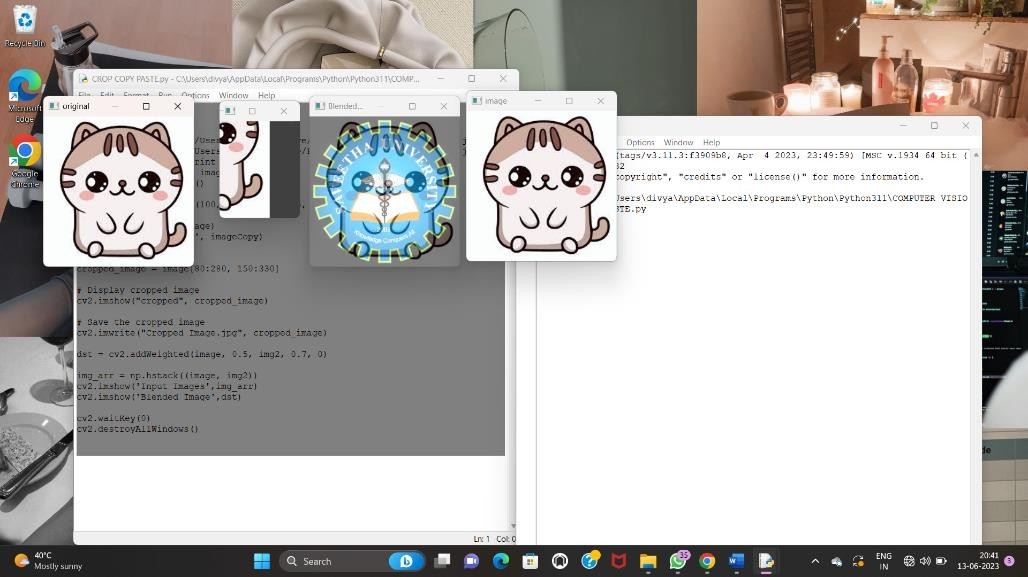 Recycle Bin
Microsoft
Edge
Google
Chrome
CROP COPY PASTE.py - C:\Users\divya\AppData\Local\Programs\Python\Python311\COMP...
File Edit Format Run Options Window Help
original
Blended...
image
cropped_image = image[80:280, 150:330]
# Display cropped image
cv2.imshow("cropped", cropped_image)
# Save the cropped image
cv2.imwrite("Cropped Image.jpg", cropped_image)
dst = cv2.addWeighted(image, 0.5, img2, 0.7, 0)
img_arr = np.hstack((image, img2))
cv2.imshow('Input Images',img_arr)
cv2.imshow('Blended Image',dst)
cv2.waitKey(0)
cv2.destroyAllWindows()
", imageCopy)
SAVEETHA UNIVERSITY
Ln: 1 Col: 0
Options Window Help
(tags/v3.11.3:f3909b8, Apr 4 2023, 23:49:59) [MSC v.1934 64 bit (
32
copyright", "credits" or "license()" for more information.
Users\divya\AppData\Local\Programs\Python\Python311\COMPUTER VISIO
STE.py
40°C
Mostly sunny
Search
35
ENG
IN
20:41
13-06-2023
3